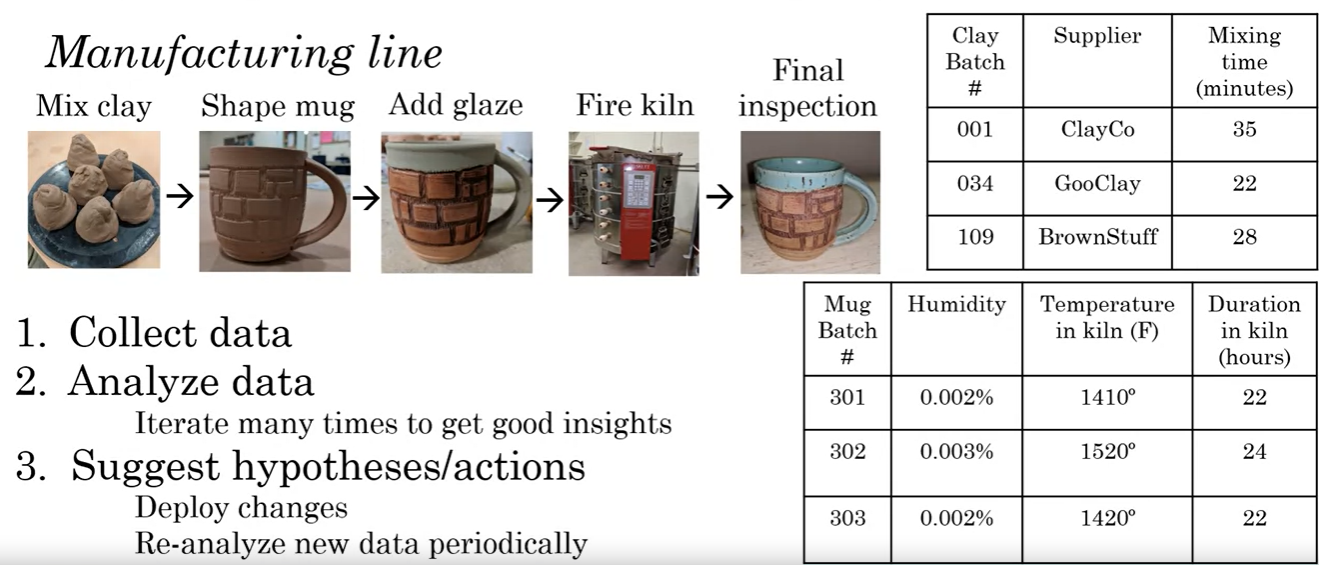 Manufacturing line
Mix clay
Shape mug
Add glaze
Fire kiln
Final
inspection
1. Collect data
2. Analyze data
Iterate many times to get good insights
3. Suggest hypotheses/actions
Deploy changes
Re-analyze new data periodically
Clay
Batch
#
Supplier
Mixing
time
(minutes)
001 ClayCo 35
034 GooClay 22
109 BrownStuff 28
Mug
Batch
#
Humidity
Temperature
in kiln (F)
Duration
in kiln
(hours)
301 0.002% 1410º 22
302 0.003% 1520º 24
303 0.002% 1420º 22